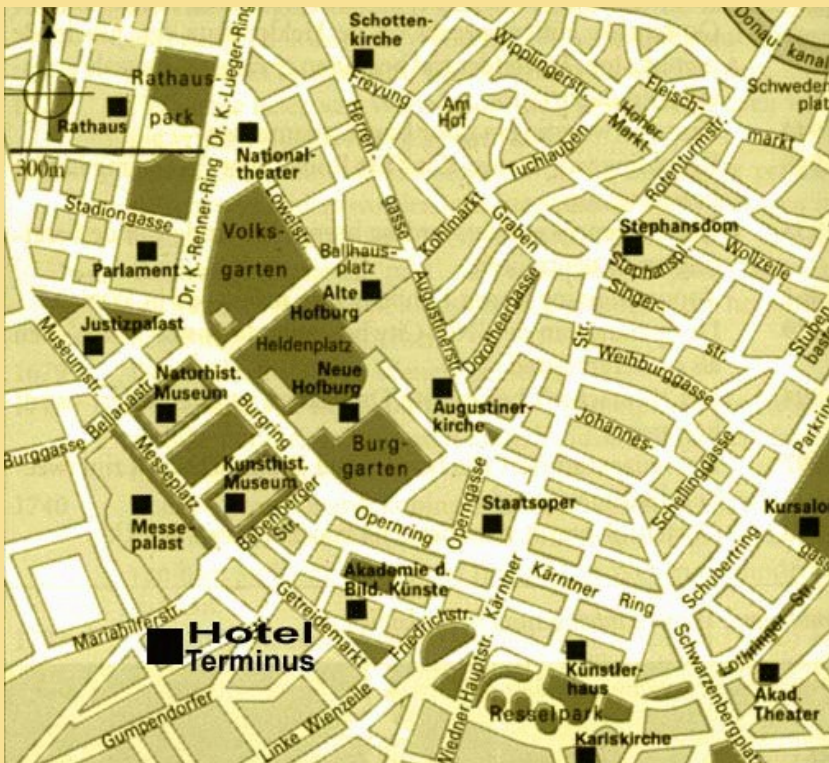 N
Schotten-
kirche
Donau-kanal
Wipplingerstr.
Freyung
Fleisch-
markt
Schweden
platz
Rathaus-
park
Rathaus
Dr. K.-Lueger-Ring
Herren-
gasse
Am
Hof
Hoher
Markt
300m
National-
theater
Tuchlauben
Rotenturmstr.
Stadiongasse
Dr. K.-Renner-Ring
Löwelstr.
Kohlmarkt
Graben
Stephansdom
Stephanspl.
Wollzeile
Volks-
garten
Ballhaus-
platz
Parlament
Alte
Hofburg
Augustinerstr.
Dorotheergasse
Singer-
str.
Stuben
Museumstr.
Justizpalast
Heldenplatz
Str.
Weihburggasse
Naturhist.
Museum
Neue
Hofburg
Bellariastr.
Burgring
Augustiner-
kirche
Johannes-
Parkring
Burggasse
Messeplatz
Burg-
garten
Kunsthist.
Museum
Schellinggasse
Messe-
palast
Babenberger
Str.
Opernring
Operngasse
Staatsoper
Kursalon
Akademie d.
Bild. Künste
Kärntner
Kärntner Ring
Schubertring
Getreidemarkt
Mariahilferstr.
Friedrichstr.
Lothringer Str.
Hotel
Terminus
Künstler-
haus
Schwarzenbergplatz
Akad.
Theater
Gumpendorfer
Linke Wienzeile
Wiedner Hauptstr.
Resselpark
Karlskirche